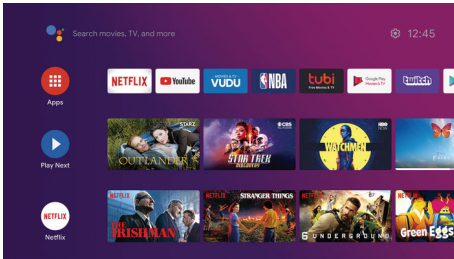 Search movies, TV, and more
12:45
Apps
NETFLIX
YouTube
MOVIES & TV
VUDU
NBA
tubi
Free Movies & TV
Google Play
Movies & TV
twitch
Play Next
STARZ
OUTLANDER
CBS
STAR TREK
DISCOVERY
HBO
WATCHMEN
NETFLIX
Netflix
NETFLIX
THE
IRISHMAN
NETFLIX
STRANGER THINGS
NETFLIX
6 UNDERGROUND
Green Eggs